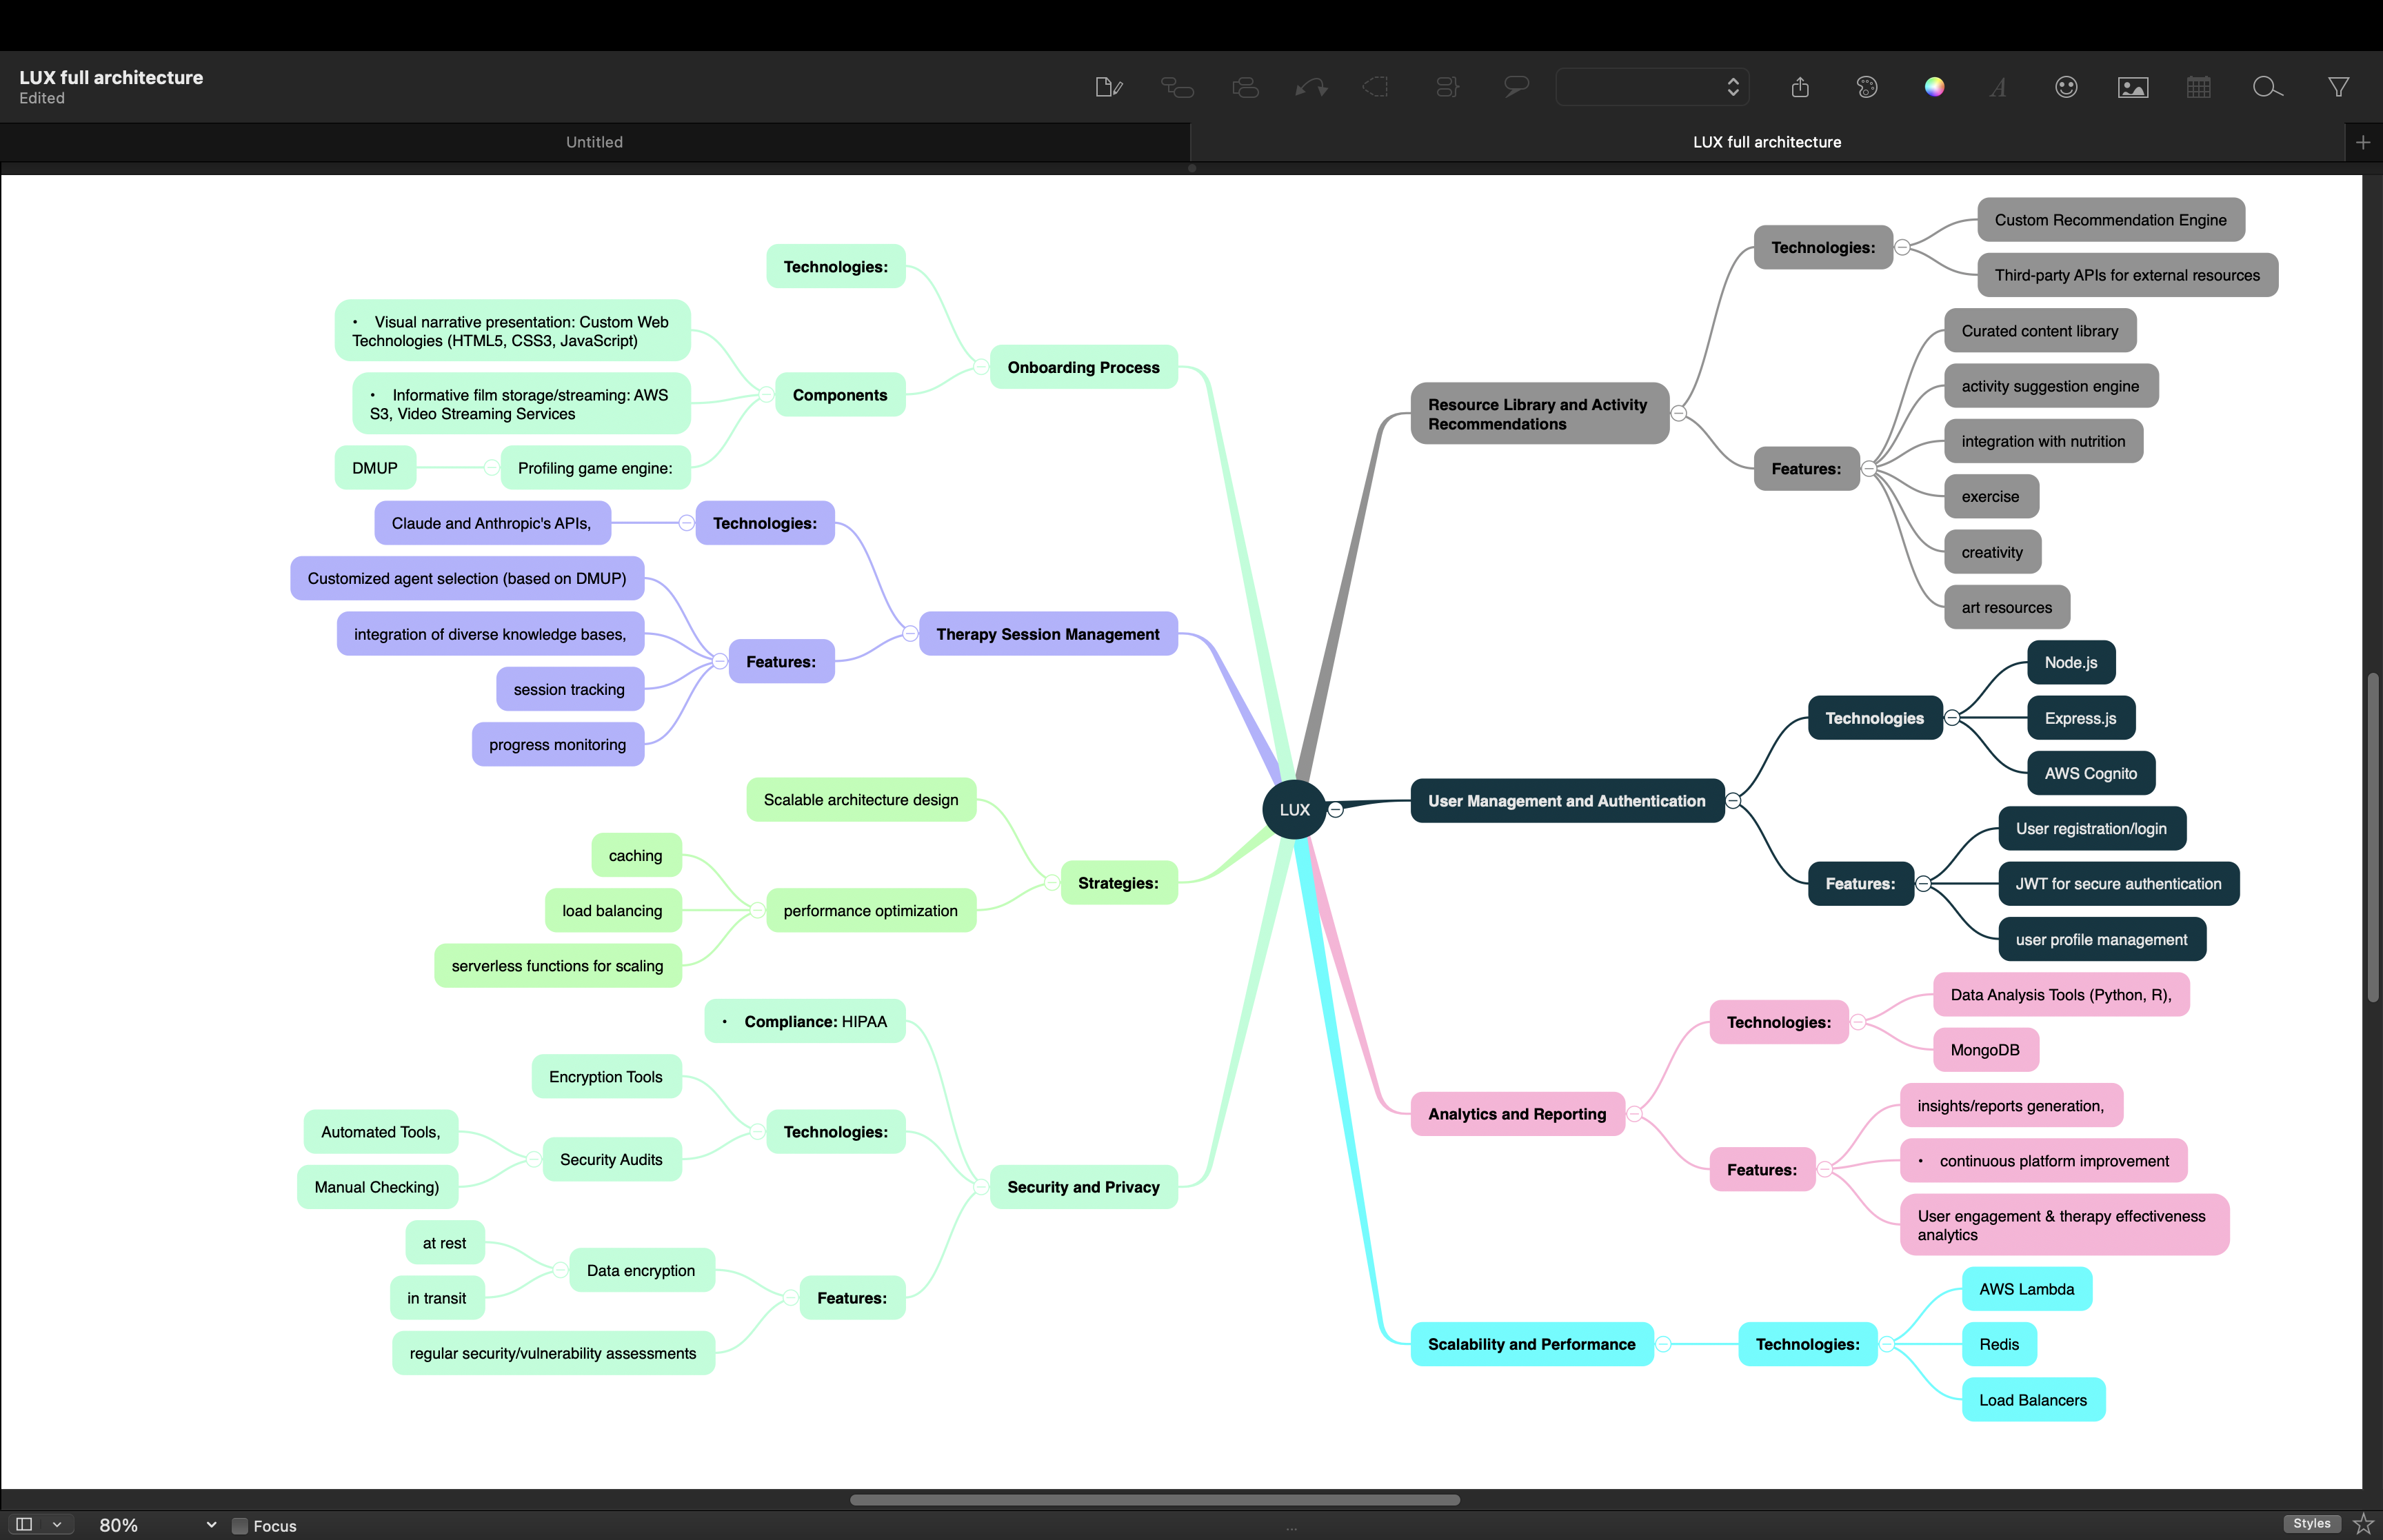 LUX full architecture
Edited
Untitled
LUX full architecture
Technologies:
• Visual narrative presentation: Custom Web
Technologies (HTML5, CSS3, JavaScript)
• Informative film storage/streaming: AWS
S3, Video Streaming Services
DMUP
Profiling game engine:
Components
Onboarding Process
Claude and Anthropic's APIs,
Technologies:
Customized agent selection (based on DMUP)
integration of diverse knowledge bases,
session tracking
progress monitoring
Features:
Therapy Session Management
Scalable architecture design
caching
load balancing
serverless functions for scaling
performance optimization
Strategies:
• Compliance: HIPAA
Encryption Tools
Automated Tools,
Manual Checking)
Security Audits
Technologies:
Security and Privacy
at rest
in transit
Data encryption
regular security/vulnerability assessments
Features:
LUX
Resource Library and Activity
Recommendations
Technologies:
Custom Recommendation Engine
Third-party APIs for external resources
Features:
Curated content library
activity suggestion engine
integration with nutrition
exercise
creativity
art resources
User Management and Authentication
Technologies
Node.js
Express.js
AWS Cognito
Features:
User registration/login
JWT for secure authentication
user profile management
Analytics and Reporting
Technologies:
Data Analysis Tools (Python, R),
MongoDB
Features:
insights/reports generation,
• continuous platform improvement
User engagement & therapy effectiveness
analytics
Scalability and Performance
Technologies:
AWS Lambda
Redis
Load Balancers
80%
Focus
...
Styles